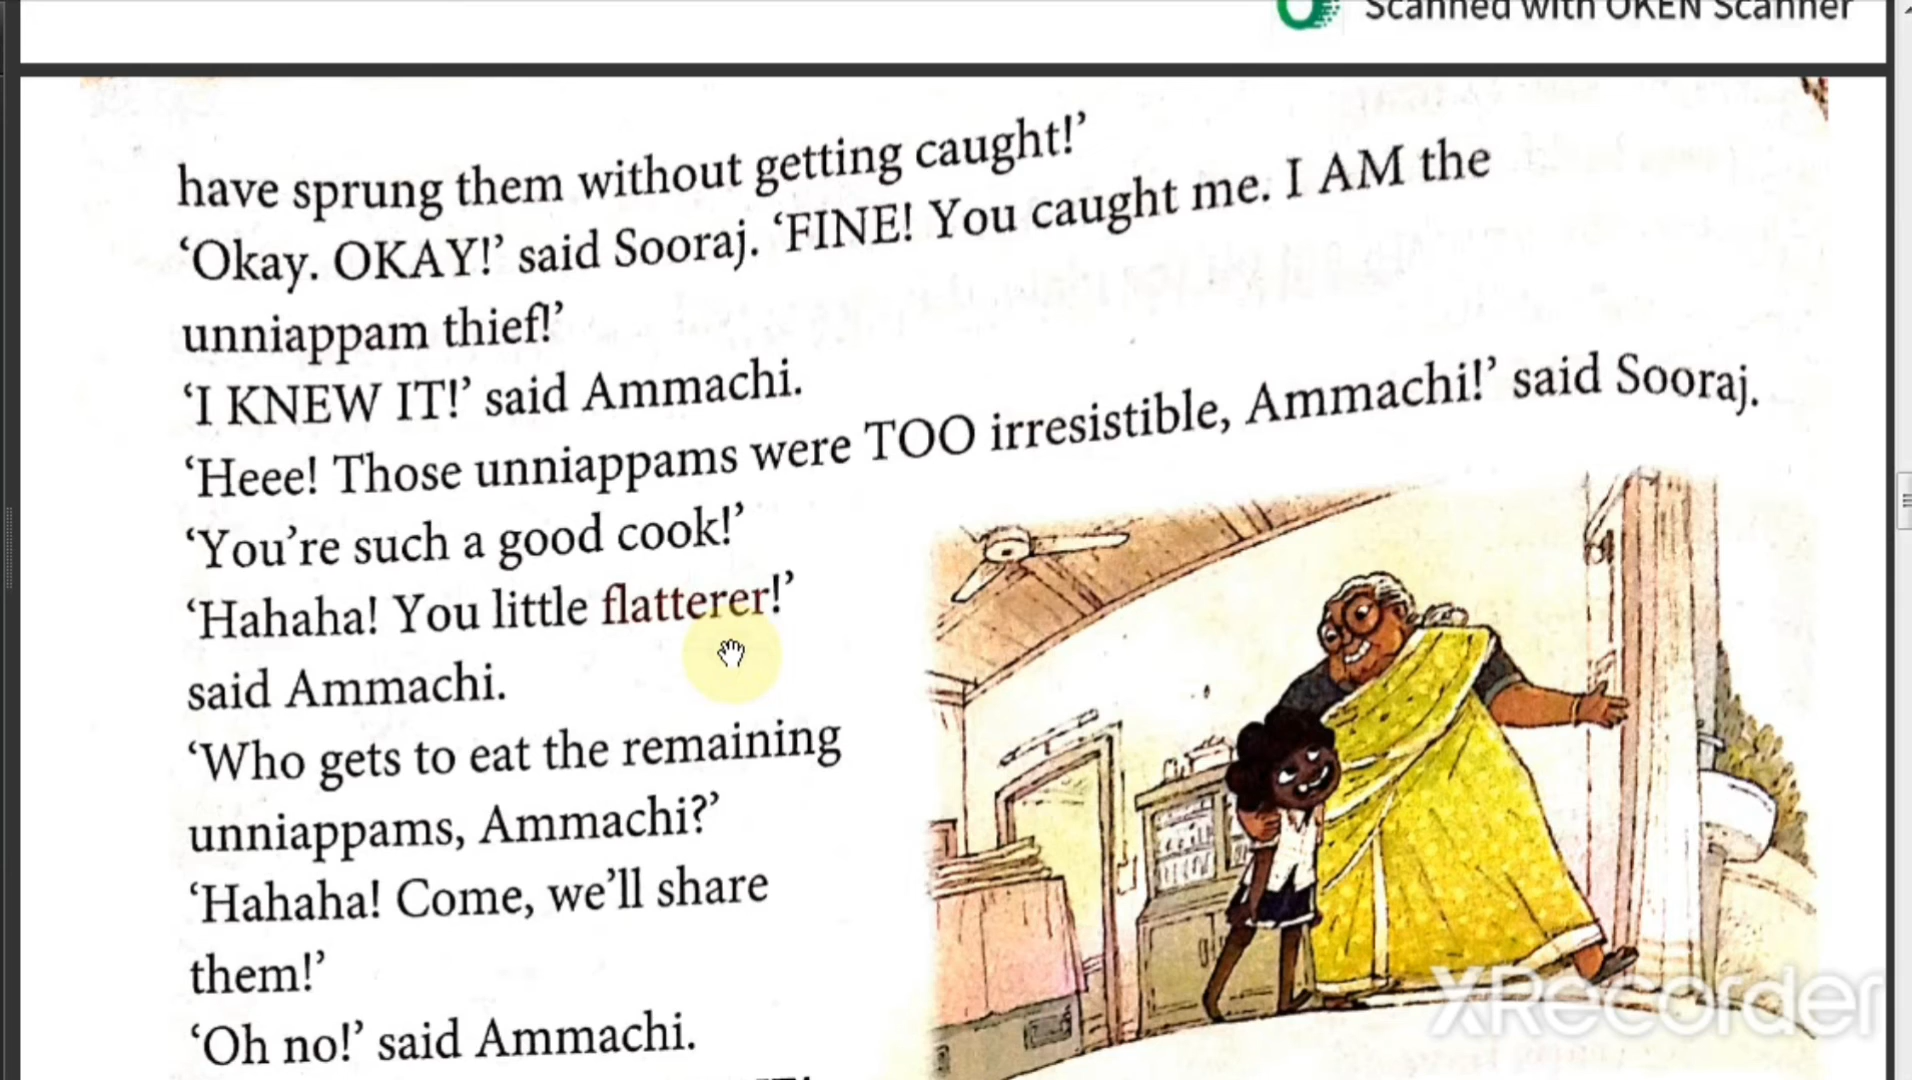 Scanned with OKEN Scanner
have sprung them without getting caught!’
‘Okay. OKAY!’ said Sooraj. ‘FINE! You caught me. I AM the
unniappam thief!’
‘I KNEW IT!’ said Ammachi.
‘Heee! Those unniappams were TOO irresistible, Ammachi!’ said Sooraj.
‘You’re such a good cook!’
‘Hahaha! You little flatterer!’
said Ammachi.
‘Who gets to eat the remaining
unniappams, Ammachi?’
‘Hahaha! Come, we’ll share
them!’
‘Oh no!’ said Ammachi.
XRecorder